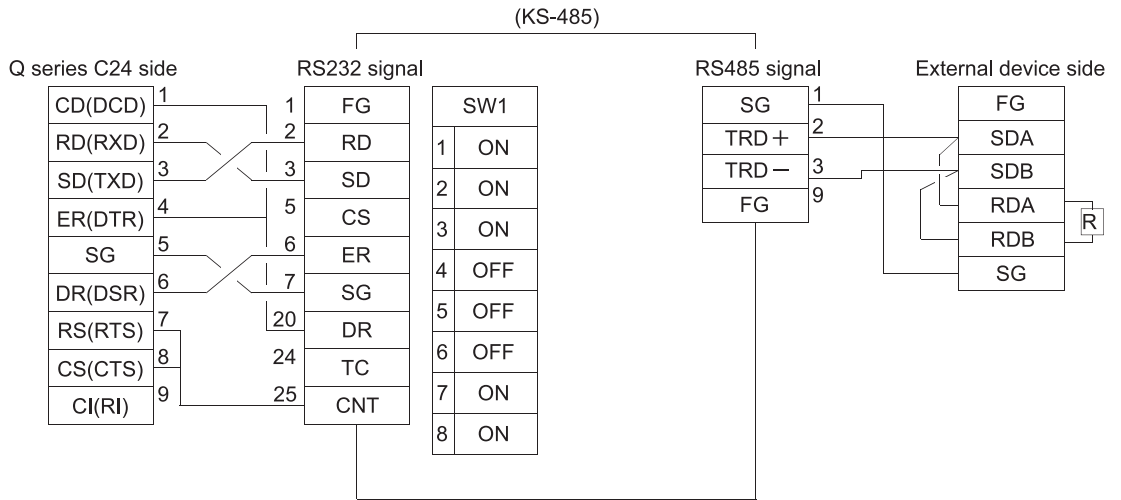 (KS-485)
Q series C24 side
RS232 signal
RS485 signal
External device side
CD(DCD) 1
RD(RXD) 2
SD(TXD) 3
ER(DTR) 4
SG 5
DR(DSR) 6
RS(RTS) 7
CS(CTS) 8
CI(RI) 9
1 FG
2 RD
3 SD
5 CS
6 ER
7 SG
20 DR
24 TC
25 CNT
SW1
1 ON
2 ON
3 ON
4 OFF
5 OFF
6 OFF
7 ON
8 ON
SG 1
TRD+ 2
TRD− 3
FG 9
FG
SDA
SDB
RDA
RDB
SG
R